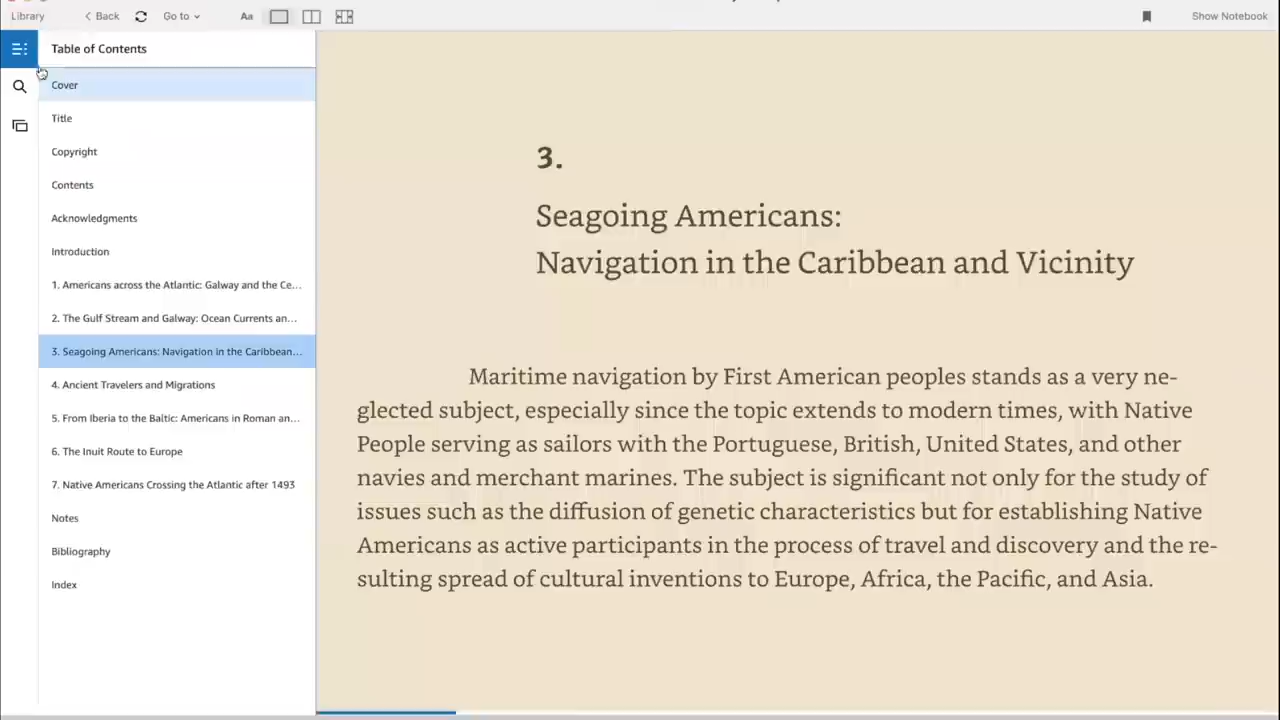 Library
Back
Go to
Aa
Show Notebook
Table of Contents
Cover
Title
Copyright
Contents
Acknowledgments
Introduction
1. Americans across the Atlantic: Galway and the Ce...
2. The Gulf Stream and Galway: Ocean Currents an...
3. Seagoing Americans: Navigation in the Caribbean...
4. Ancient Travelers and Migrations
5. From Iberia to the Baltic: Americans in Roman an...
6. The Inuit Route to Europe
7. Native Americans Crossing the Atlantic after 1493
Notes
Bibliography
Index
3.
Seagoing Americans:
Navigation in the Caribbean and Vicinity
Maritime navigation by First American peoples stands as a very ne-
glected subject, especially since the topic extends to modern times, with Native
People serving as sailors with the Portuguese, British, United States, and other
navies and merchant marines. The subject is significant not only for the study of
issues such as the diffusion of genetic characteristics but for establishing Native
Americans as active participants in the process of travel and discovery and the re-
sulting spread of cultural inventions to Europe, Africa, the Pacific, and Asia.